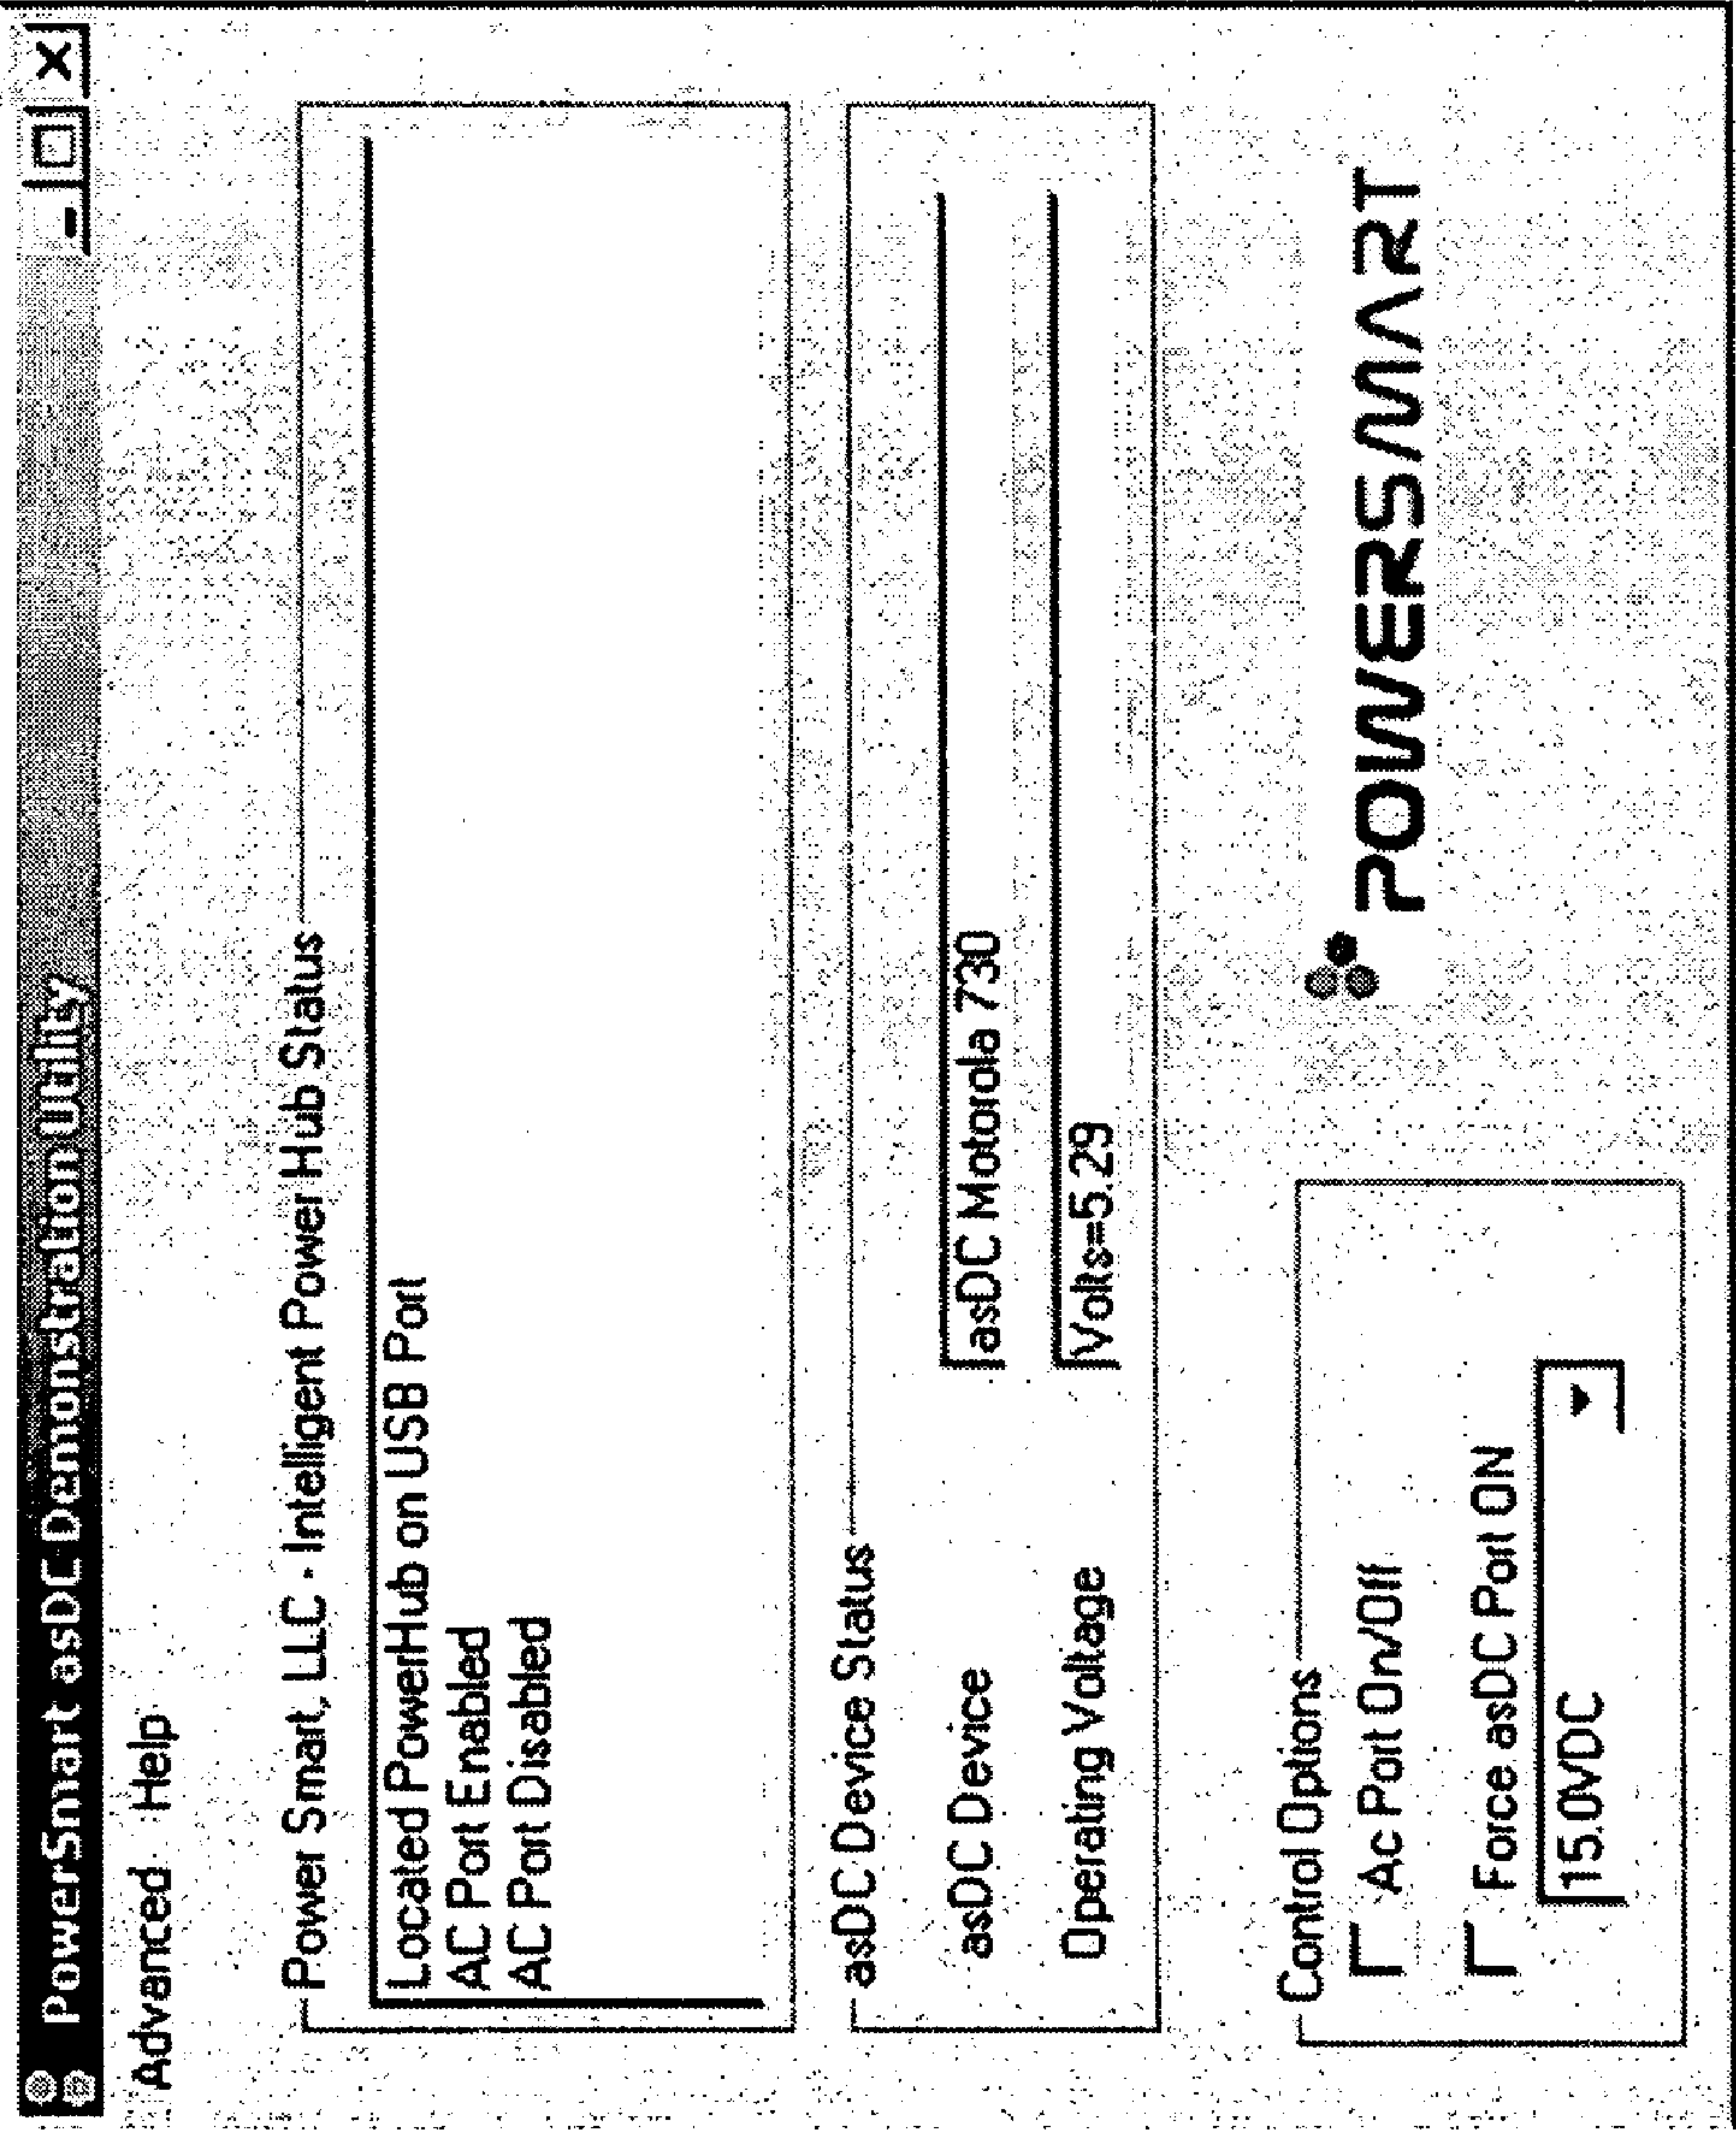 PowerSmart asDC Demonstration Utility
Advanced Help
Power Smart, LLC - Intelligent Power Hub Status
Located PowerHub on USB Port
AC Port Enabled
AC Port Disabled
asDC Device Status
asDC Device
asDC Motorola 730
Operating Voltage
Volts=5.29
Control Options
Ac Port On/Off
Force asDC Port ON
15.0VDC
POWERSMART